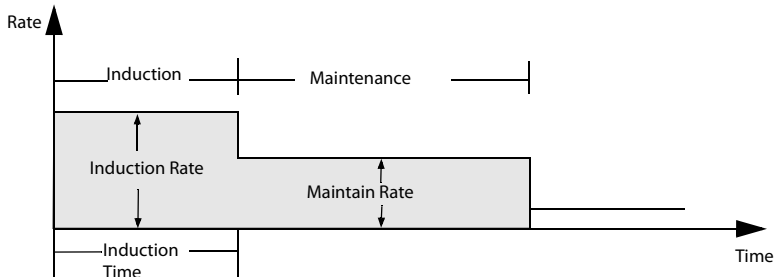 Rate
Induction
Maintenance
Induction Rate
Maintain Rate
Induction
Time
Time